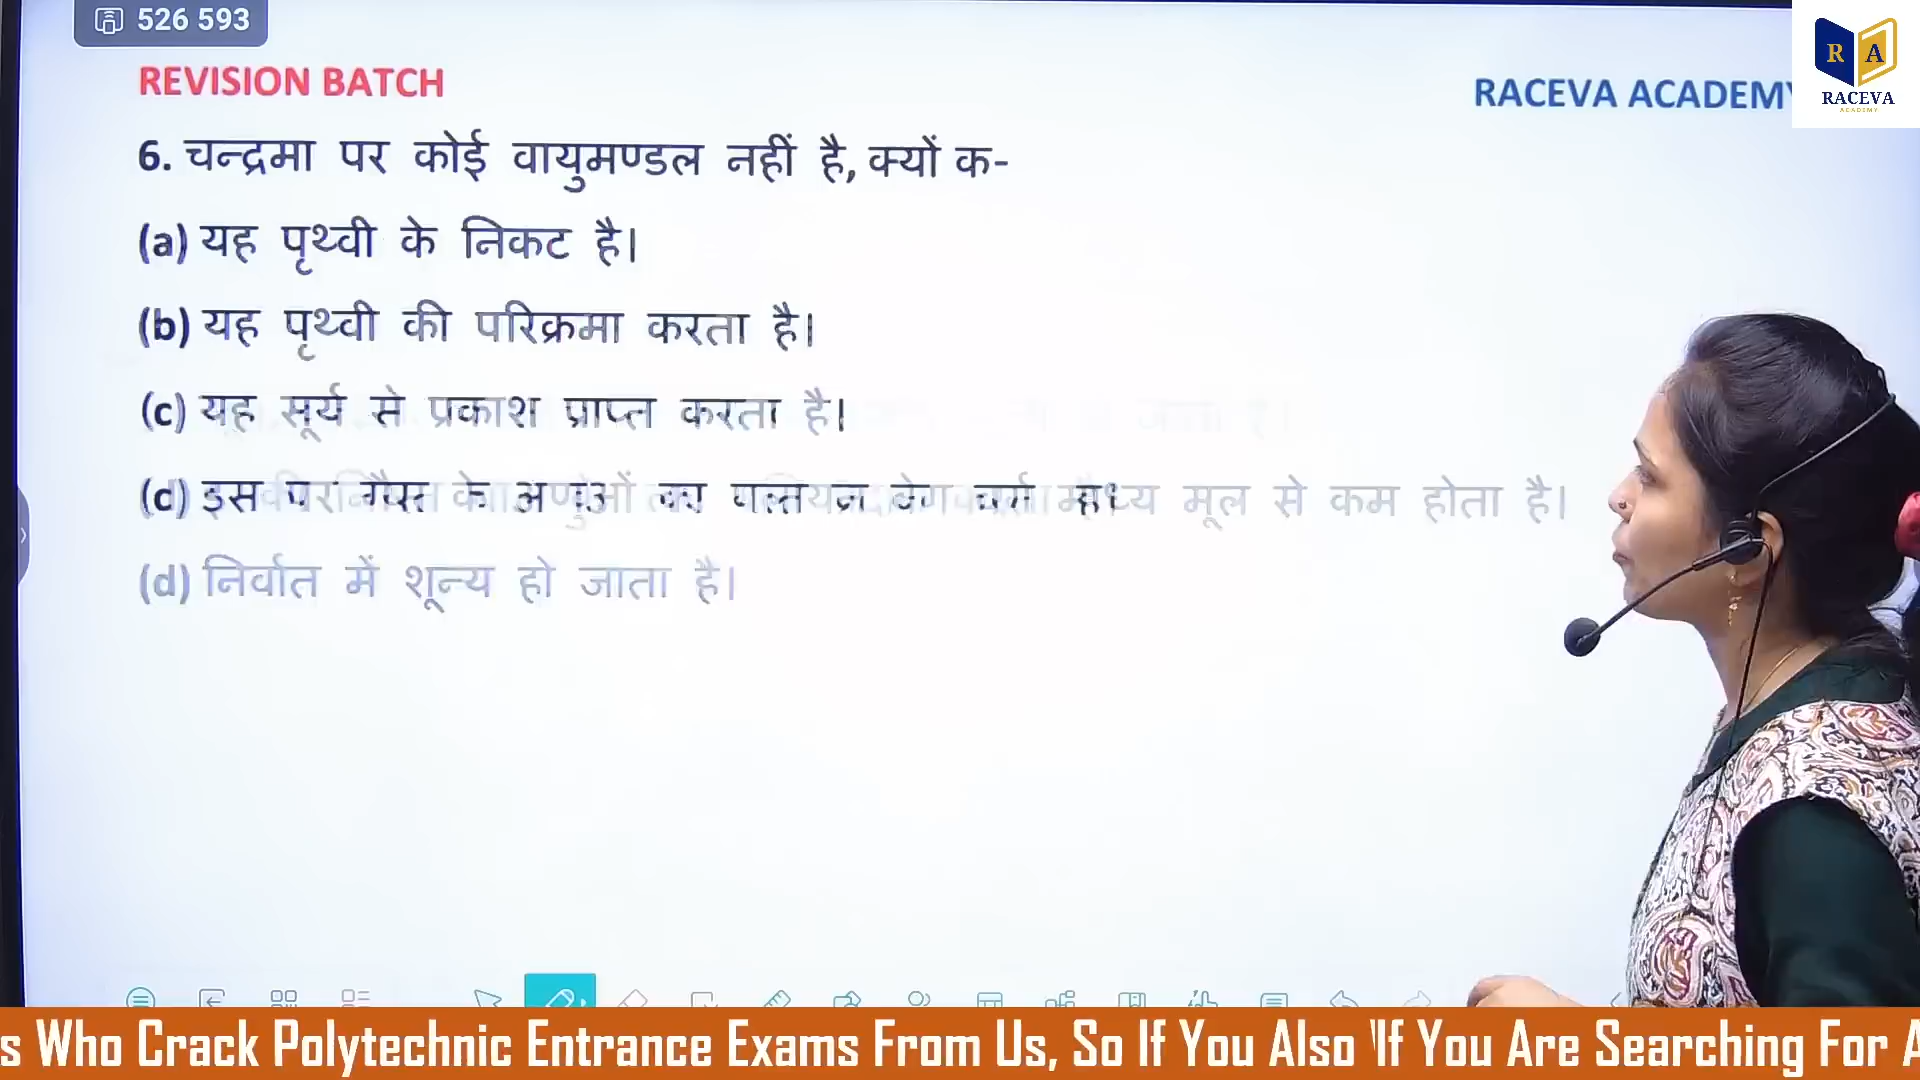 526 593
REVISION BATCH
RACEVA ACADEMY
R A
RACEVA
ACADEMY
6. चन्द्रमा पर कोई वायुमण्डल नहीं है, क्यों क-
(a) यह पृथ्वी के निकट है।
(b) यह पृथ्वी की परिक्रमा करता है।
(c) यह सूर्य से प्रकाश प्राप्त करता है।
(d) इस पर मूल से कम होता है।
(d) निर्वात में शून्य हो जाता है।
s Who Crack Polytechnic Entrance Exams From Us, So If You Also If You Are Searching For A